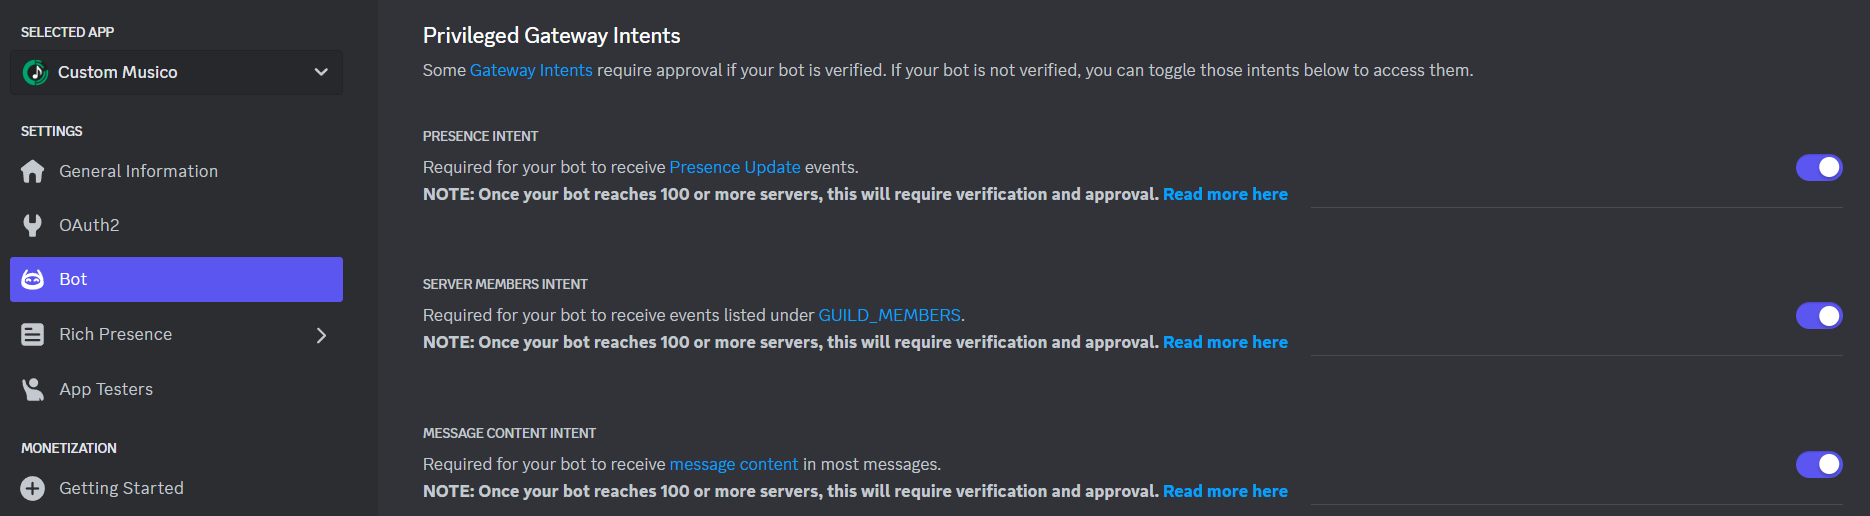 SELECTED APP
Custom Musico
SETTINGS
General Information
OAuth2
Bot
Rich Presence
App Testers
MONETIZATION
Getting Started
Privileged Gateway Intents
Some Gateway Intents require approval if your bot is verified. If your bot is not verified, you can toggle those intents below to access them.
PRESENCE INTENT
Required for your bot to receive Presence Update events.
NOTE: Once your bot reaches 100 or more servers, this will require verification and approval. Read more here
SERVER MEMBERS INTENT
Required for your bot to receive events listed under GUILD_MEMBERS.
NOTE: Once your bot reaches 100 or more servers, this will require verification and approval. Read more here
MESSAGE CONTENT INTENT
Required for your bot to receive message content in most messages.
NOTE: Once your bot reaches 100 or more servers, this will require verification and approval. Read more here